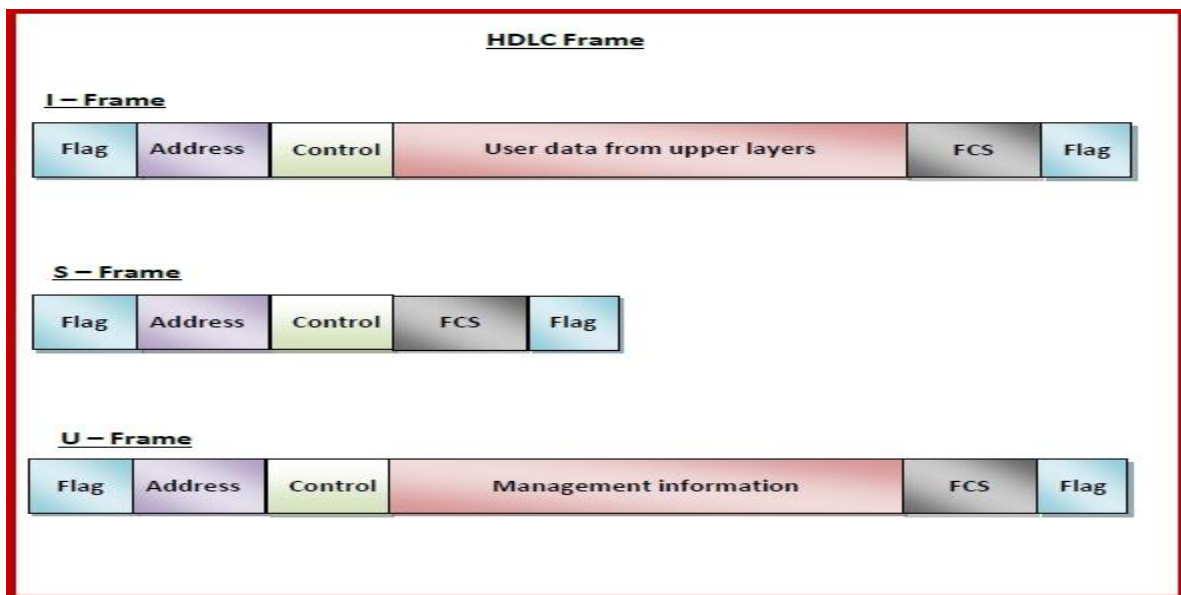 HDLC Frame
I – Frame
Flag Address Control User data from upper layers FCS Flag
S – Frame
Flag Address Control FCS Flag
U – Frame
Flag Address Control Management information FCS Flag